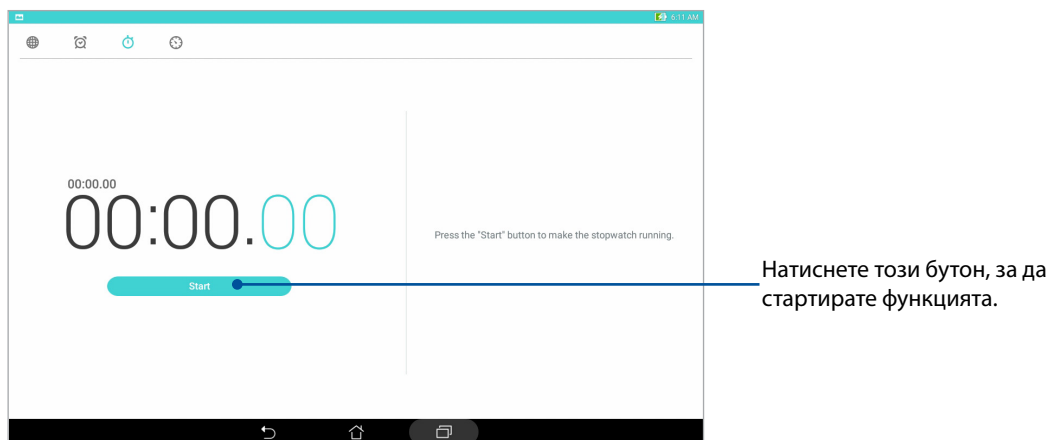 6:11 AM
00:00.00
00:00.00
Press the "Start" button to make the stopwatch running.
Start
Натиснете този бутон, за да
стартирате функцията.